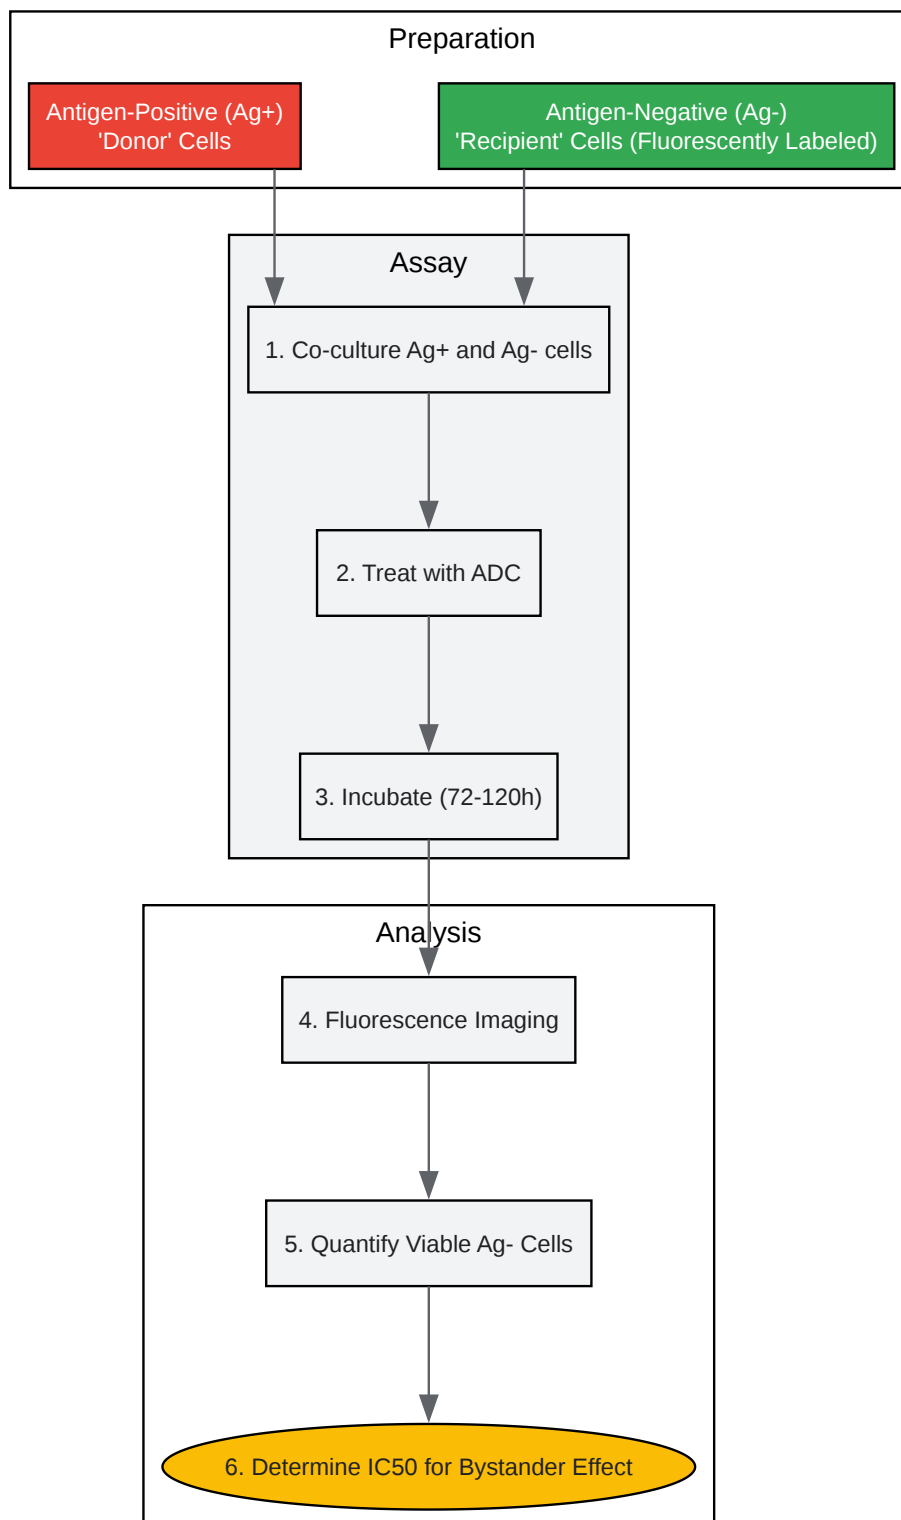 Preparation
Antigen-Positive (Ag+)
'Donor' Cells
Antigen-Negative (Ag-)
'Recipient' Cells (Fluorescently Labeled)
Assay
1. Co-culture Ag+ and Ag- cells
2. Treat with ADC
3. Incubate (72-120h)
Analysis
4. Fluorescence Imaging
5. Quantify Viable Ag- Cells
6. Determine IC50 for Bystander Effect